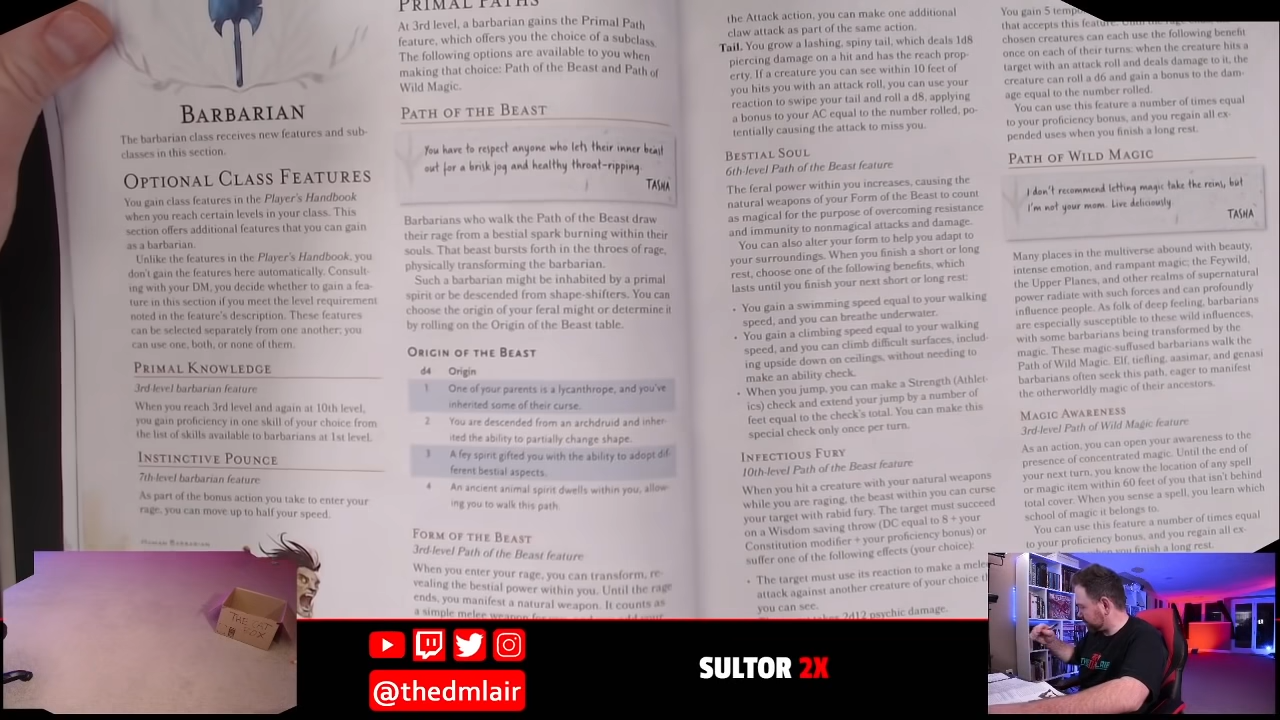 BARBARIAN
The barbarian class receives new features and sub-
classes in this section.
OPTIONAL CLASS FEATURES
You gain class features in the Player's Handbook
when you reach certain levels in your class. This
section offers additional features that you can gain
as a barbarian.
Unlike the features in the Player's Handbook, you
don't gain the features here automatically. Consult-
ing with your DM, you decide whether to gain a fea-
ture in this section if you meet the level requirement
noted in the feature's description. These features
can be selected separately from one another; you
can use one, both, or none of them.
PRIMAL KNOWLEDGE
3rd-level barbarian feature
When you reach 3rd level and again at 10th level,
you gain proficiency in one skill of your choice from
the list of skills available to barbarians at 1st level.
INSTINCTIVE POUNCE
7th-level barbarian feature
As part of the bonus action you take to enter your
rage, you can move up to half your speed.
HUMAN BARBARIAN
PRIMAL PATHS
At 3rd level, a barbarian gains the Primal Path
feature, which offers you the choice of a subclass.
The following options are available to you when
making that choice: Path of the Beast and Path of
Wild Magic.
PATH OF THE BEAST
You have to respect anyone who lets their inner beast
out for a brisk jog and healthy throat-ripping.
TASHA
Barbarians who walk the Path of the Beast draw
their rage from a bestial spark burning within their
souls. That beast bursts forth in the throes of rage,
physically transforming the barbarian.
Such a barbarian might be inhabited by a primal
spirit or be descended from shape-shifters. You can
choose the origin of your feral might or determine it
by rolling on the Origin of the Beast table.
ORIGIN OF THE BEAST
d4 Origin
1 One of your parents is a lycanthrope, and you've
inherited some of their curse.
2 You are descended from an archdruid and inher-
ited the ability to partially change shape.
3 A fey spirit gifted you with the ability to adopt dif-
ferent bestial aspects.
4 An ancient animal spirit dwells within you, allow-
ing you to walk this path.
FORM OF THE BEAST
3rd-level Path of the Beast feature
When you enter your rage, you can transform, re-
vealing the bestial power within you. Until the rage
ends, you manifest a natural weapon. It counts as
a simple melee weapon for you, and
the Attack action, you can make one additional
claw attack as part of the same action.
Tail. You grow a lashing, spiny tail, which deals 1d8
piercing damage on a hit and has the reach prop-
erty. If a creature you can see within 10 feet of
you hits you with an attack roll, you can use your
reaction to swipe your tail and roll a d8, applying
a bonus to your AC equal to the number rolled, po-
tentially causing the attack to miss you.
BESTIAL SOUL
6th-level Path of the Beast feature
The feral power within you increases, causing the
natural weapons of your Form of the Beast to count
as magical for the purpose of overcoming resistance
and immunity to nonmagical attacks and damage.
You can also alter your form to help you adapt to
your surroundings. When you finish a short or long
rest, choose one of the following benefits, which
lasts until you finish your next short or long rest:
• You gain a swimming speed equal to your walking
speed, and you can breathe underwater.
• You gain a climbing speed equal to your walking
speed, and you can climb difficult surfaces, includ-
ing upside down on ceilings, without needing to
make an ability check.
• When you jump, you can make a Strength (Athlet-
ics) check and extend your jump by a number of
feet equal to the check's total. You can make this
special check only once per turn.
INFECTIOUS FURY
10th-level Path of the Beast feature
When you hit a creature with your natural weapons
while you are raging, the beast within you can curse
your target with rabid fury. The target must succeed
on a Wisdom saving throw (DC equal to 8 + your
Constitution modifier + your proficiency bonus) or
suffer one of the following effects (your choice):
• The target must use its reaction to make a melee
attack against another creature of your choice
you can see.
2d12 psychic damage.
You gain 5
that accepts this feature. Until the rage
chosen creatures can each use the following benefit
once on each of their turns: when the creature hits a
target with an attack roll and deals damage to it, the
creature can roll a d6 and gain a bonus to the dam-
age equal to the number rolled.
You can use this feature a number of times equal
to your proficiency bonus, and you regain all ex-
pended uses when you finish a long rest.
PATH OF WILD MAGIC
I don't recommend letting magic take the reins, but
I'm not your mom. Live deliciously.
TASHA
Many places in the multiverse abound with beauty,
intense emotion, and rampant magic; the Feywild,
the Upper Planes, and other realms of supernatural
power radiate with such forces and can profoundly
influence people. As folk of deep feeling, barbarians
are especially susceptible to these wild influences,
with some barbarians being transformed by the
magic. These magic-suffused barbarians walk the
Path of Wild Magic. Elf, tiefling, aasimar, and genasi
barbarians often seek this path, eager to manifest
the otherworldly magic of their ancestors.
MAGIC AWARENESS
3rd-level Path of Wild Magic feature
As an action, you can open your awareness to the
presence of concentrated magic. Until the end of
your next turn, you know the location of any spell
or magic item within 60 feet of you that isn't behind
total cover. When you sense a spell, you learn which
school of magic it belongs to.
You can use this feature a number of times equal
to your proficiency bonus, and you regain all ex-
when you finish a long rest.
THE CAT BOX
@thedmlair
SULTOR 2X